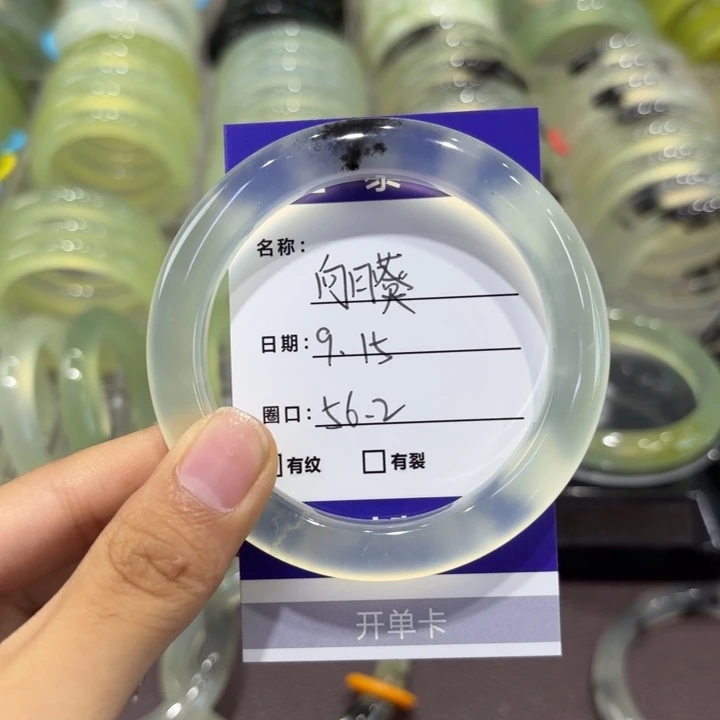 名称: 向日葵
日期: 9.15
圈口: 56-2
有纹 有裂
开单卡